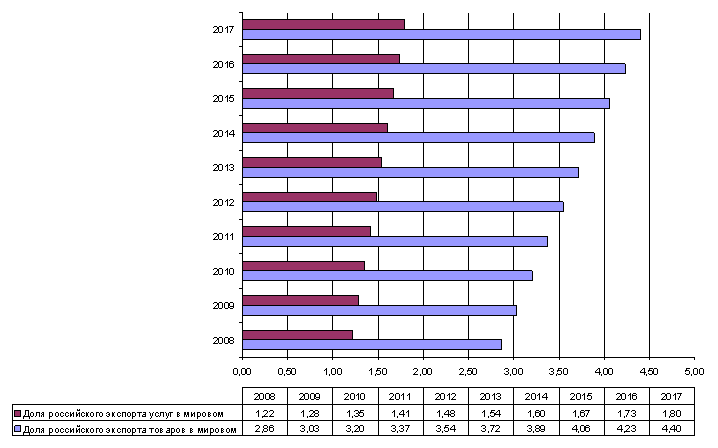 2017
2016
2015
2014
2013
2012
2011
2010
2009
2008
0,00 0,50 1,00 1,50 2,00 2,50 3,00 3,50 4,00 4,50 5,00
2008 2009 2010 2011 2012 2013 2014 2015 2016 2017
Доля российского экспорта услуг в мировом 1,22 1,28 1,35 1,41 1,48 1,54 1,60 1,67 1,73 1,80
Доля российского экспорта товаров в мировом 2,86 3,03 3,20 3,37 3,54 3,72 3,89 4,06 4,23 4,40